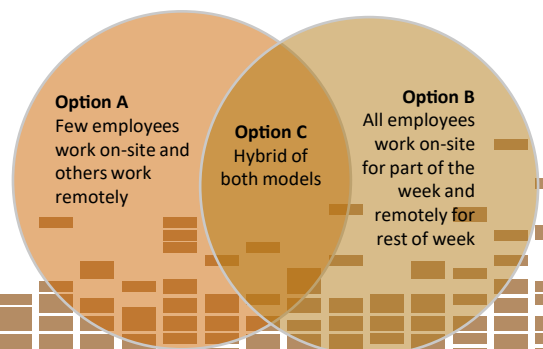 Option A
Few employees
work on-site and
others work
remotely
Option C
Hybrid of
both models
Option B
All employees
work on-site
for part of the
week and
remotely for
rest of week